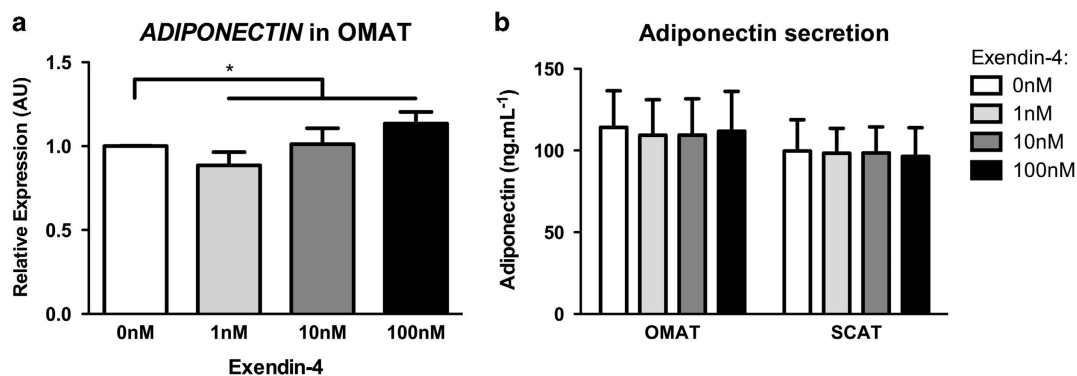 a
ADIPONECTIN in OMAT
Relative Expression (AU)
1.5
1.0
0.5
0.0
*
0nM 1nM 10nM 100nM
Exendin-4
b
Adiponectin secretion
Adiponectin (ng.mL-1)
150
100
50
0
OMAT SCAT
Exendin-4:
0nM
1nM
10nM
100nM